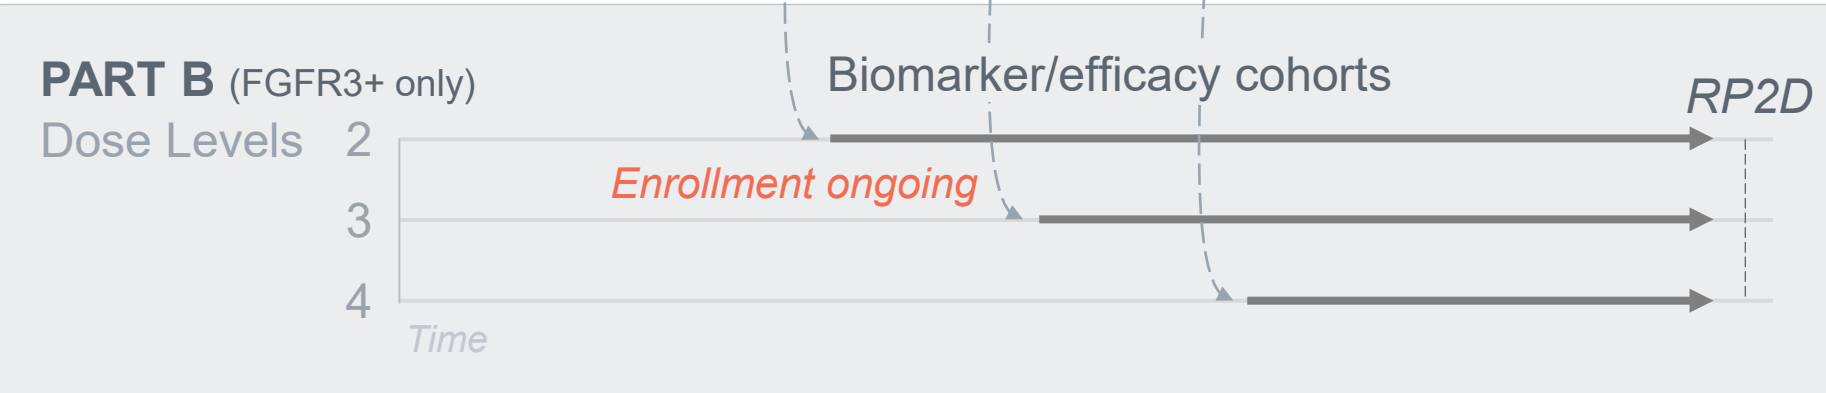 PART B (FGFR3+ only)
Biomarker/efficacy cohorts
RP2D
Dose Levels 2
Enrollment ongoing
3
4
Time